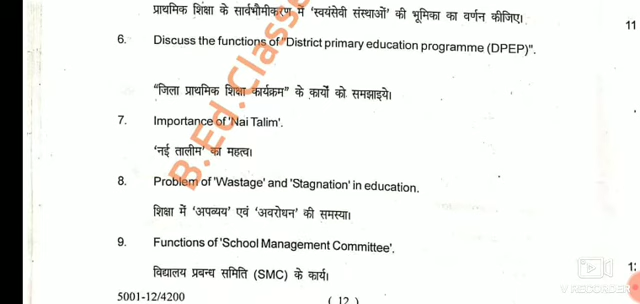 प्राथमिक शिक्षा के सार्वभौमीकरण में 'स्वयंसेवी संस्थाओं' की भूमिका का वर्णन कीजिए।
11
6. Discuss the functions of "District primary education programme (DPEP)".
"जिला प्राथमिक शिक्षा कार्यक्रम" के कार्यों को समझाइये।
7. Importance of 'Nai Talim'.
'नई तालीम' का महत्व।
8. Problem of 'Wastage' and 'Stagnation' in education.
शिक्षा में 'अपव्यय' एवं 'अवरोधन' की समस्या।
9. Functions of 'School Management Committee'.
विद्यालय प्रबन्ध समिति (SMC) के कार्य।
5001-12/4200
( 12 )
B.Ed.Classe
V RECORDER